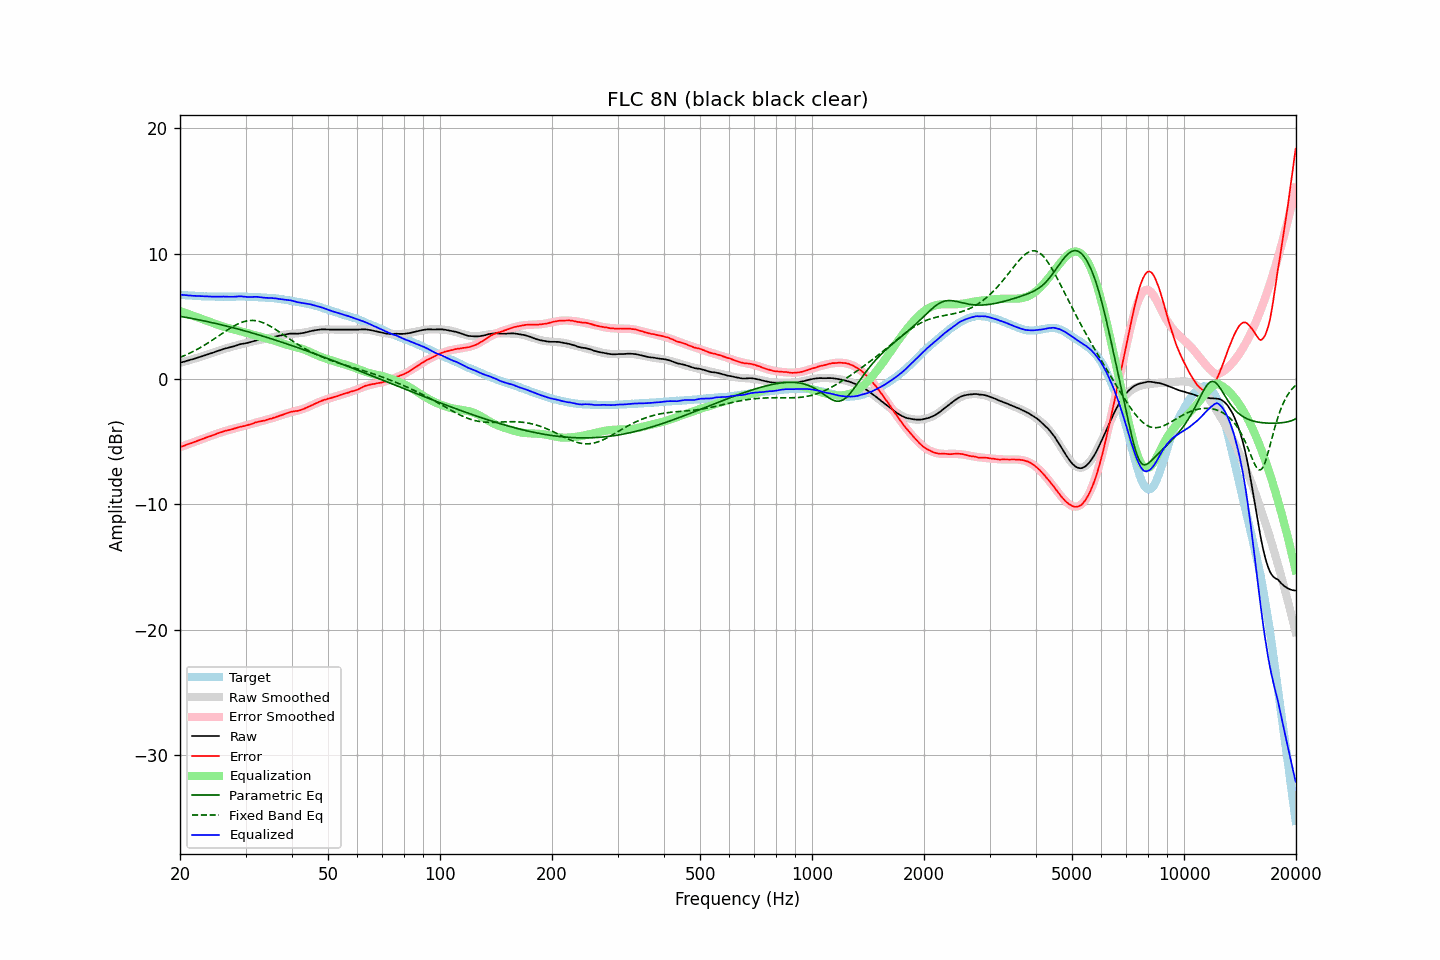 FLC 8N (black black clear)
20
10
0
−10
−20
−30
Amplitude (dBr)
Target
Raw Smoothed
Error Smoothed
Raw
Error
Equalization
Parametric Eq
Fixed Band Eq
Equalized
20 50 100 200 500 1000 2000 5000 10000 20000
Frequency (Hz)